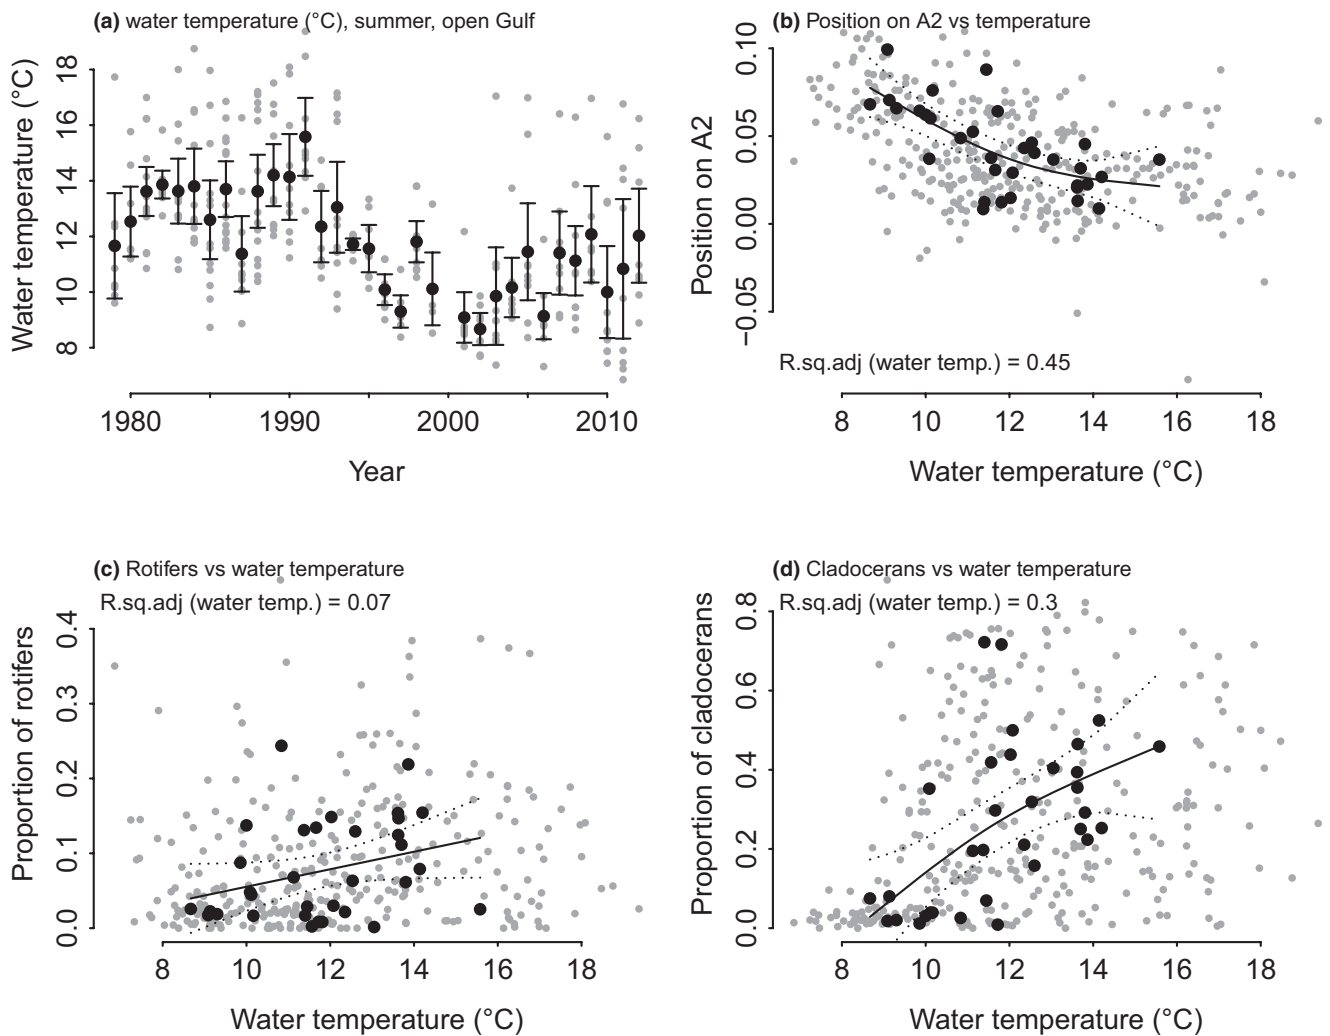 (a) water temperature (°C), summer, open Gulf
Water temperature (°C)
18
16
14
12
10
8
1980
1990
2000
2010
Year
(b) Position on A2 vs temperature
Position on A2
0.10
0.05
0.00
−0.05
R.sq.adj (water temp.) = 0.45
8
10
12
14
16
18
Water temperature (°C)
(c) Rotifers vs water temperature
R.sq.adj (water temp.) = 0.07
Proportion of rotifers
0.4
0.3
0.2
0.1
0.0
8
10
12
14
16
18
Water temperature (°C)
(d) Cladocerans vs water temperature
R.sq.adj (water temp.) = 0.3
Proportion of cladocerans
0.8
0.6
0.4
0.2
0.0
8
10
12
14
16
18
Water temperature (°C)